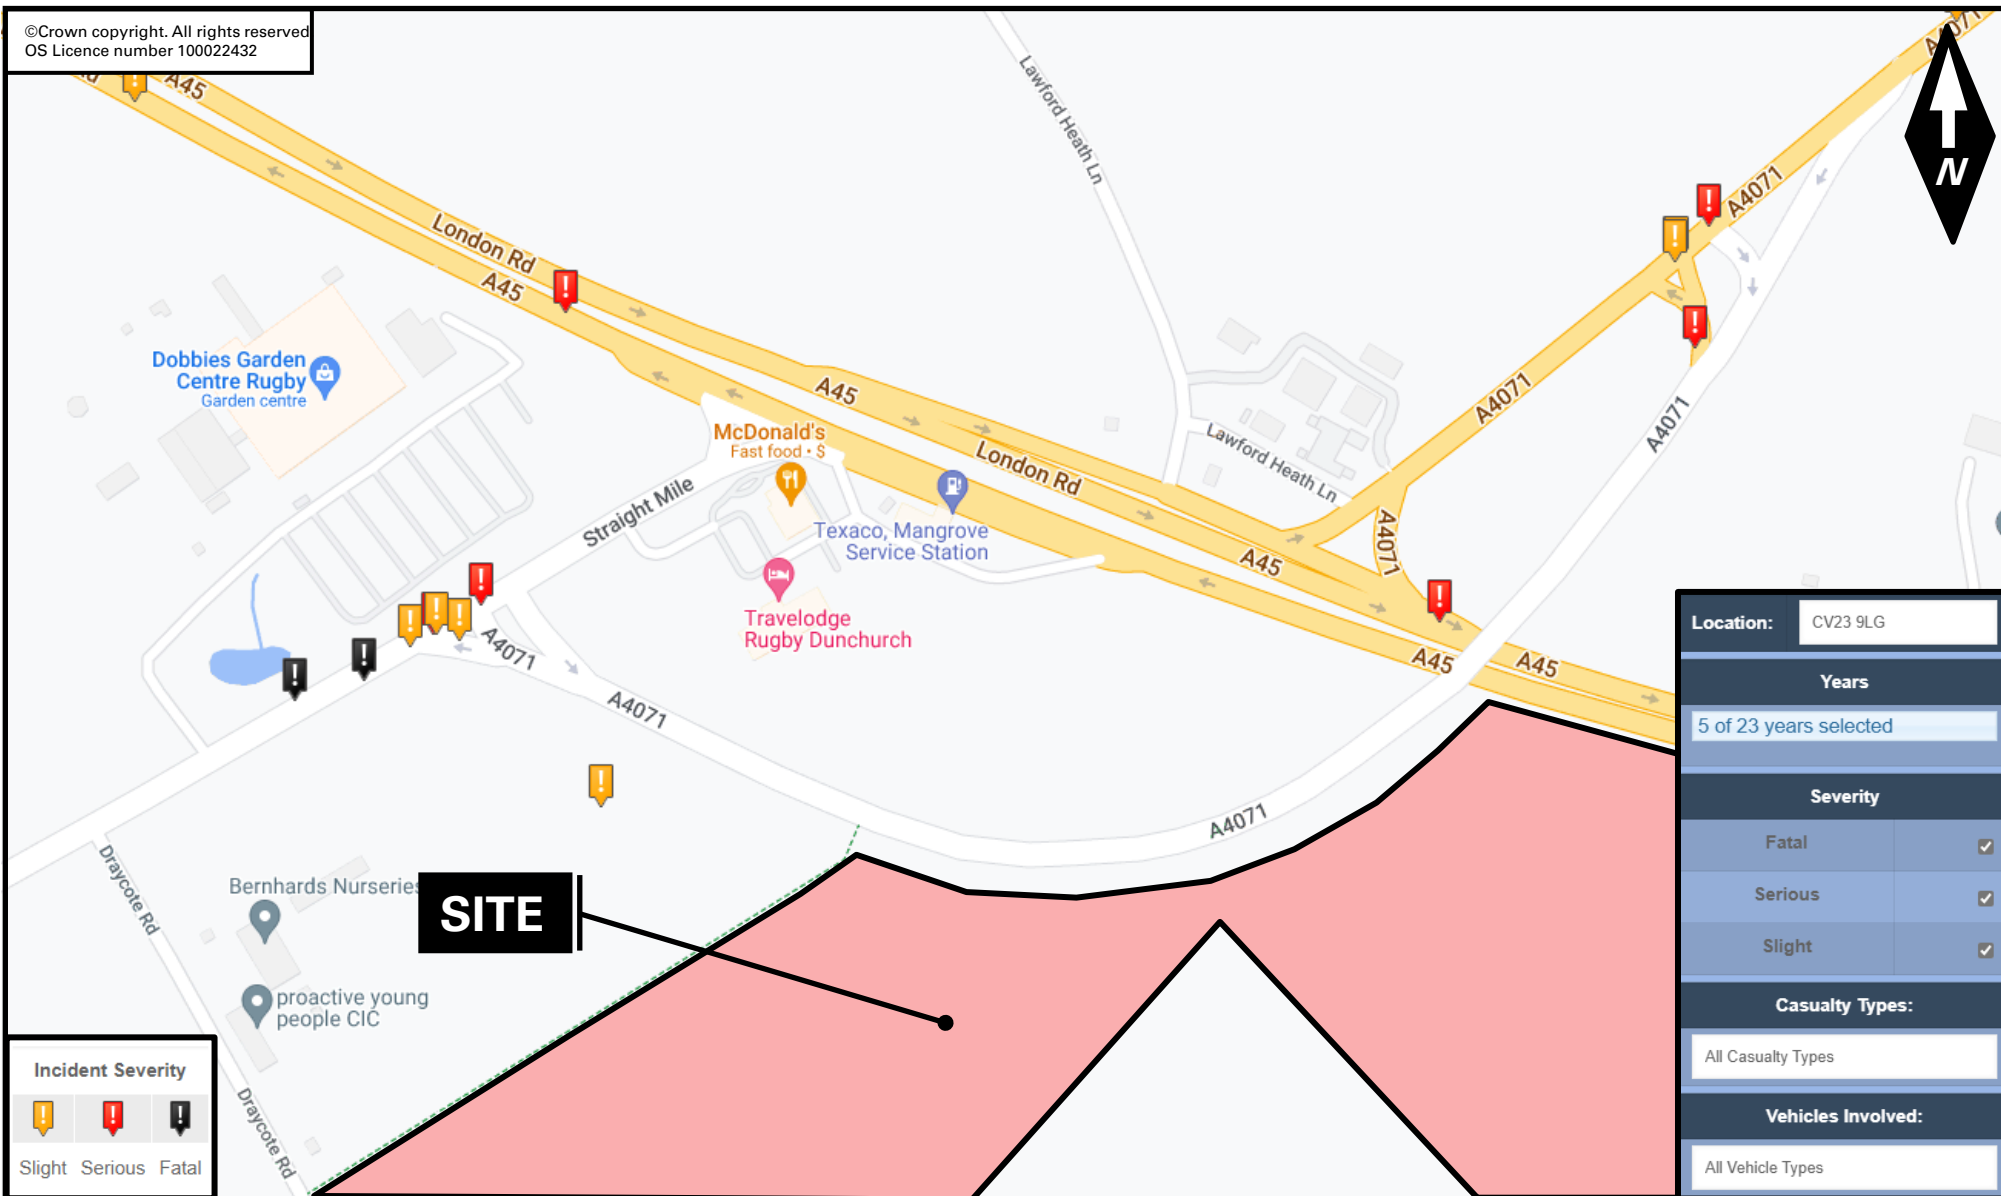 ©Crown copyright. All rights reserved
OS Licence number 100022432
A45
A4071
Lawford Heath Ln
A4071
London Rd
A45
Dobbies Garden
Centre Rugby
Garden centre
A45
A4071
A4071
McDonald's
Fast food • $
London Rd
Lawford Heath Ln
Straight Mile
Texaco, Mangrove
Service Station
A4071
A45
Travelodge
Rugby Dunchurch
A4071
A45
A45
A4071
A4071
Draycote Rd
Bernhards Nurseries
SITE
proactive young
people CIC
Draycote Rd
Incident Severity
Slight Serious Fatal
Location: CV23 9LG
Years
5 of 23 years selected
Severity
Fatal
Serious
Slight
Casualty Types:
All Casualty Types
Vehicles Involved:
All Vehicle Types
N